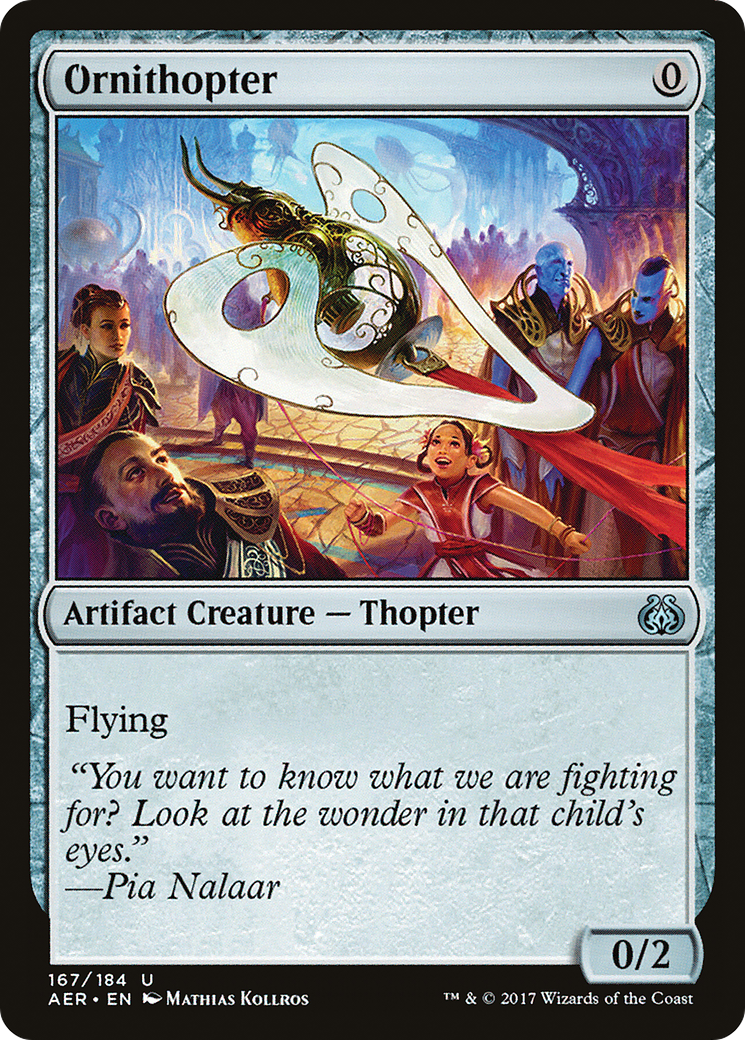 Ornithopter 0
Artifact Creature — Thopter
Flying
“You want to know what we are fighting
for? Look at the wonder in that child’s
eyes.”
—Pia Nalaar
0/2
167/184 U
AER • EN Mathias Kollros
™ & © 2017 Wizards of the Coast